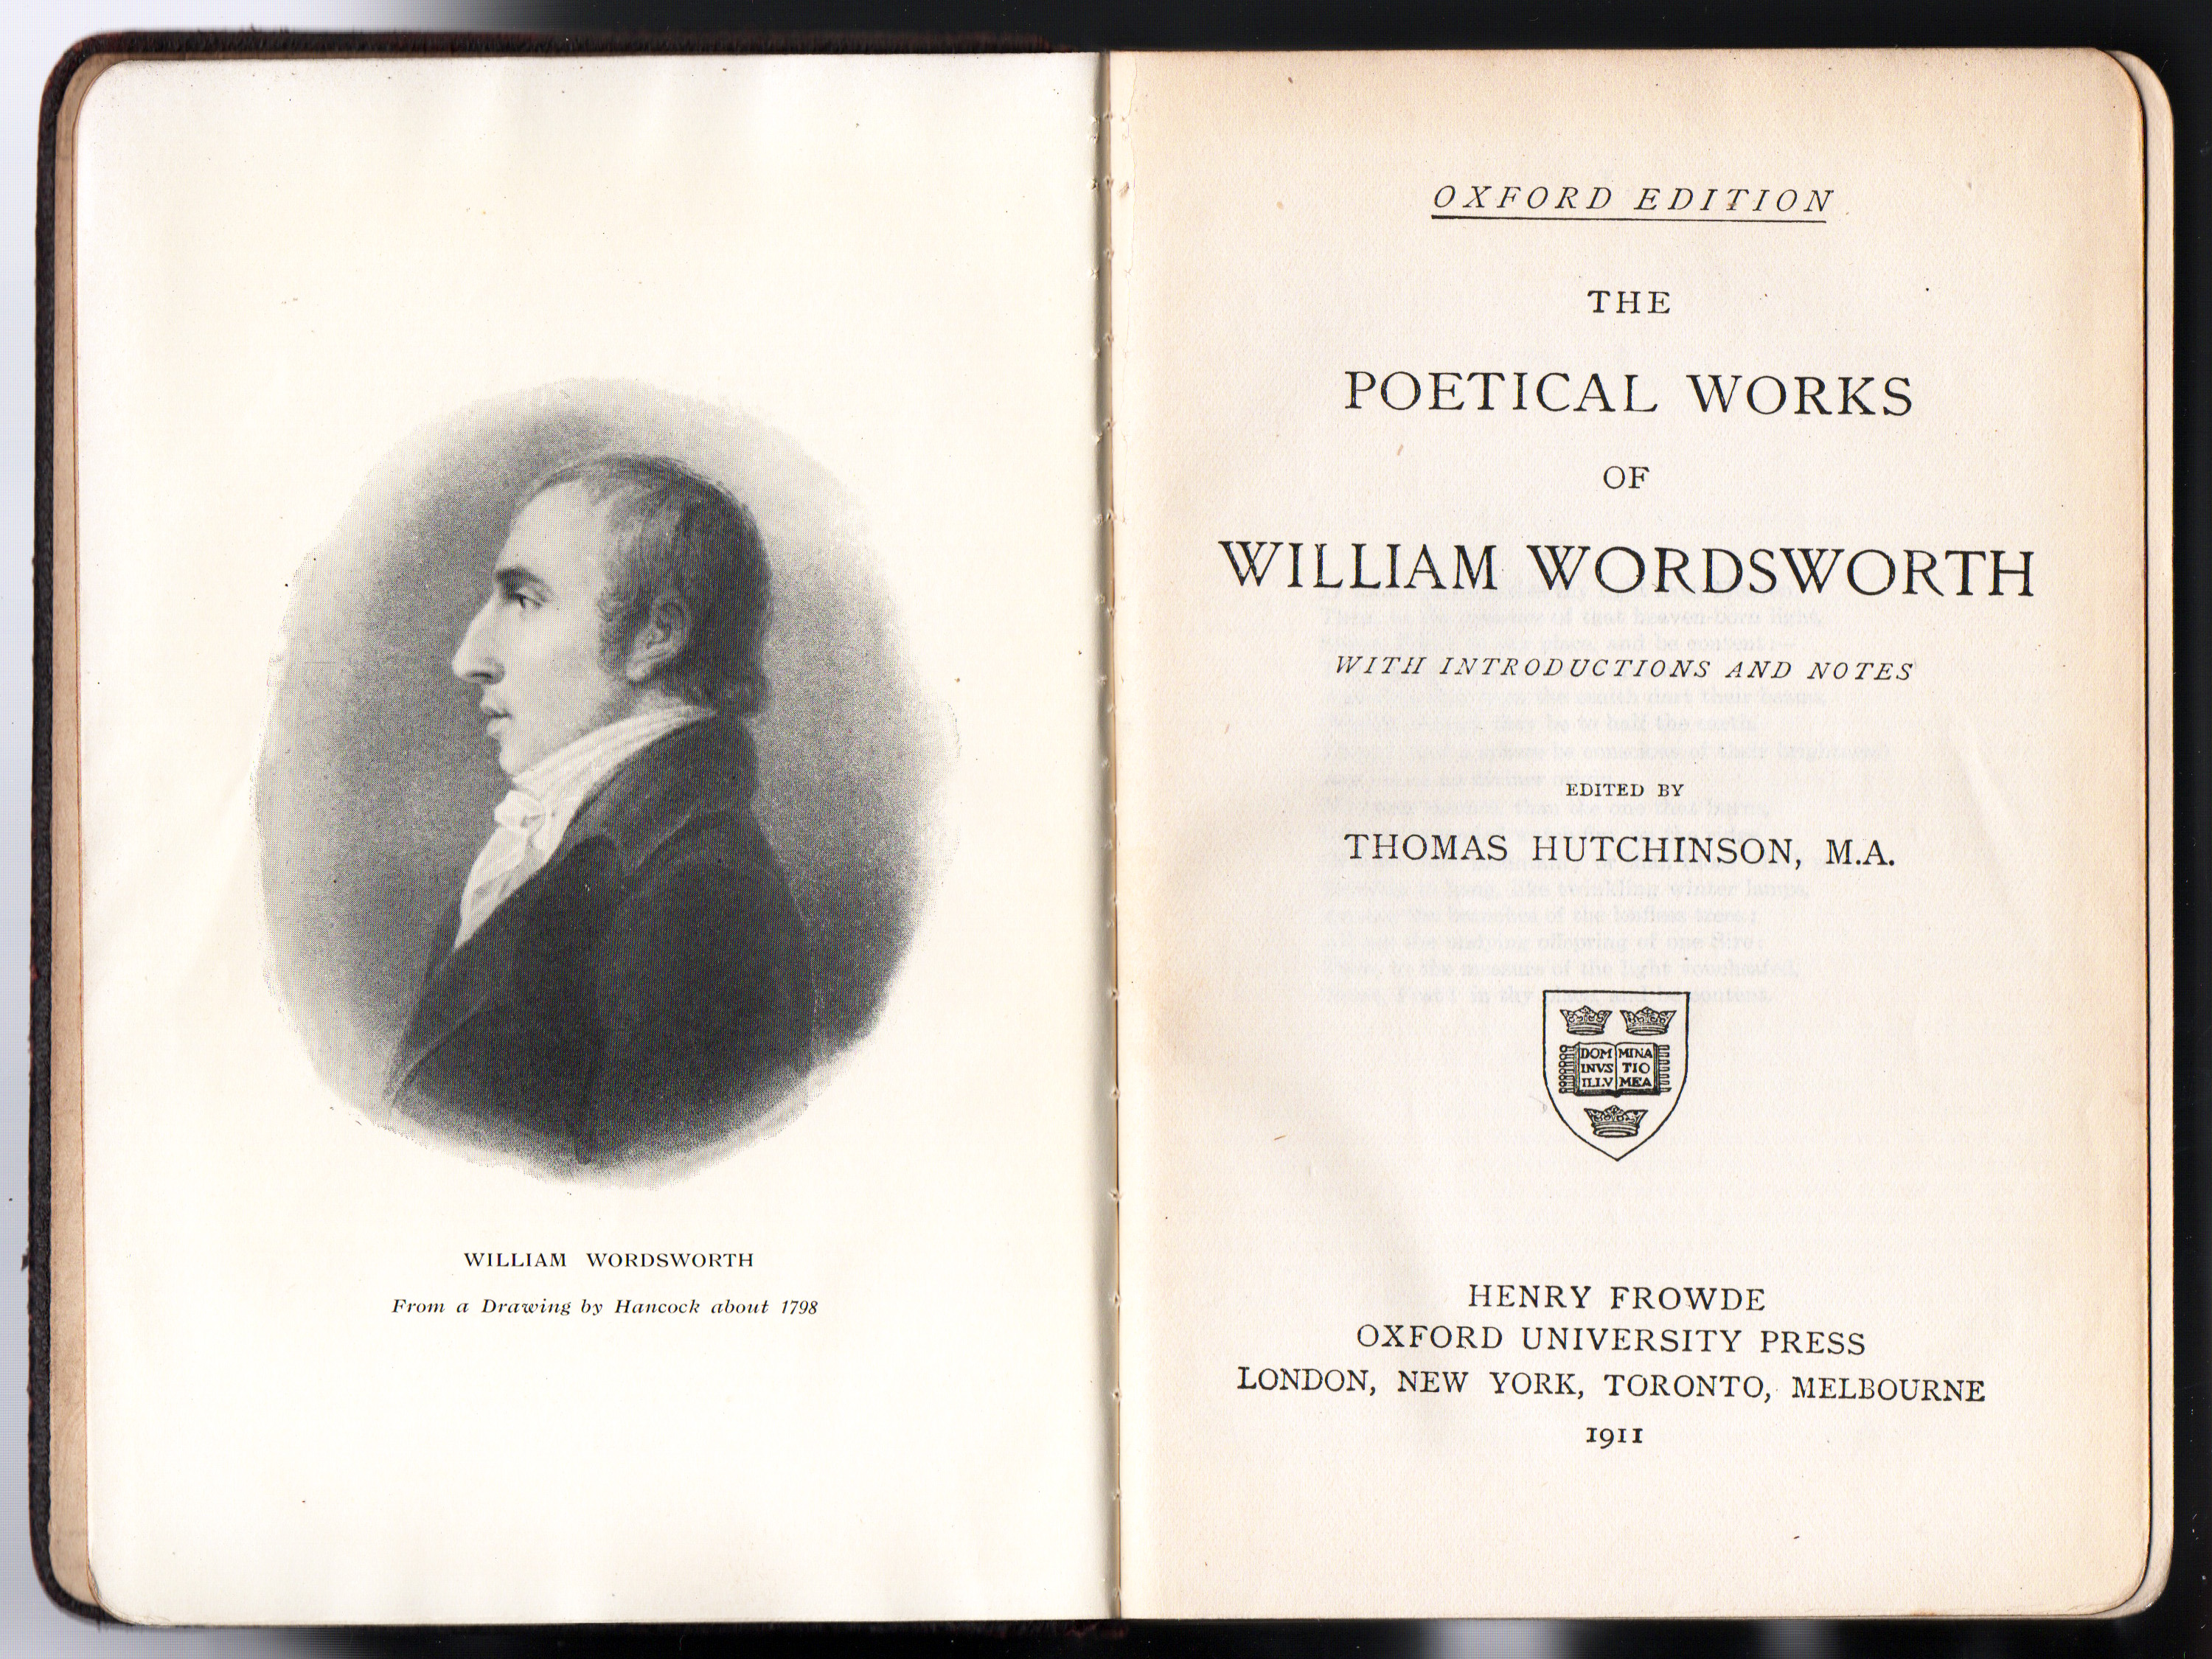 WILLIAM WORDSWORTH
From a Drawing by Hancock about 1798
OXFORD EDITION
THE
POETICAL WORKS
OF
WILLIAM WORDSWORTH
WITH INTRODUCTIONS AND NOTES
EDITED BY
THOMAS HUTCHINSON, M.A.
DOM MINA
INVS TIO
ILLV MEA
HENRY FROWDE
OXFORD UNIVERSITY PRESS
LONDON, NEW YORK, TORONTO, MELBOURNE
1911